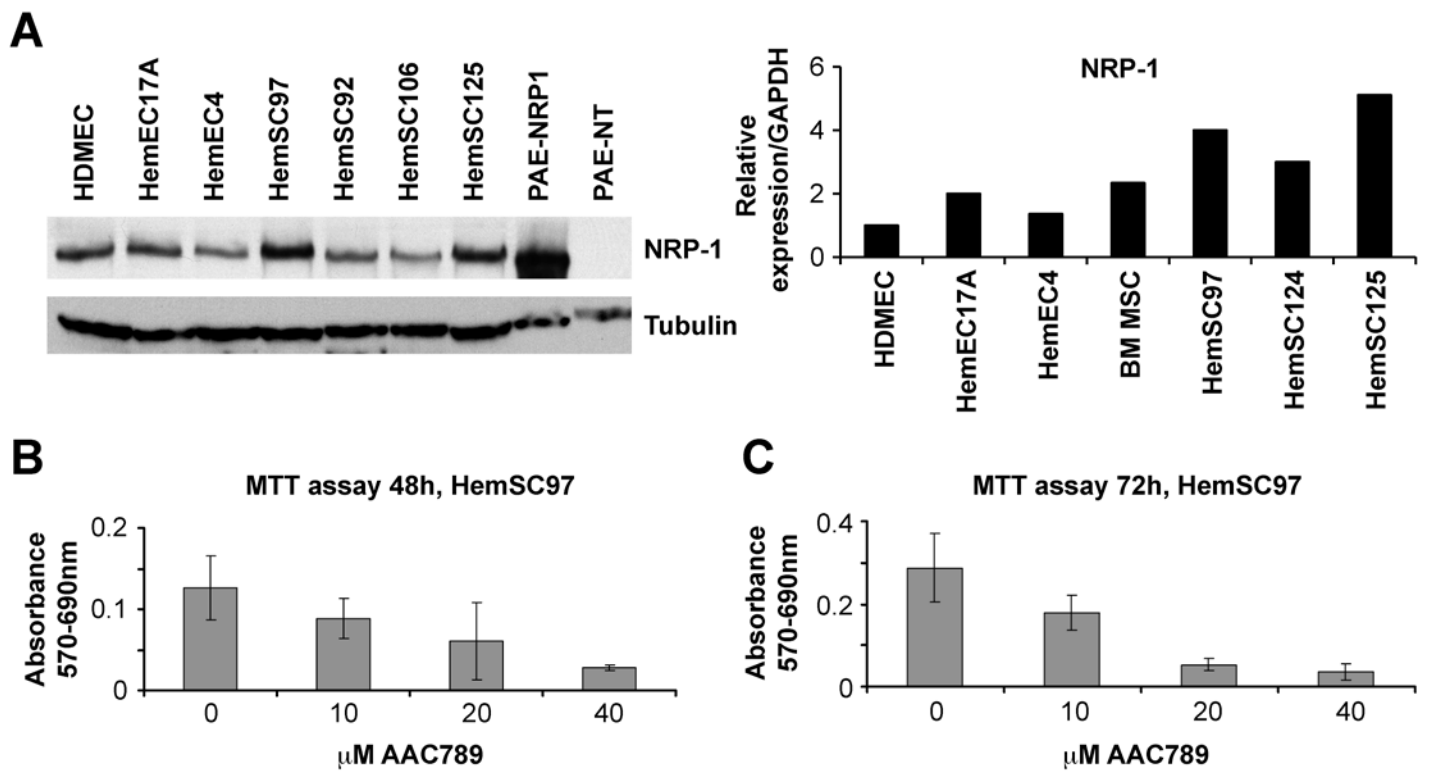 A
HDMEC
HemEC17A
HemEC4
HemSC97
HemSC92
HemSC106
HemSC125
PAE-NRP1
PAE-NT
NRP-1
Tubulin
NRP-1
Relative
expression/GAPDH
6
4
2
0
HDMEC
HemEC17A
HemEC4
BM MSC
HemSC97
HemSC124
HemSC125
B
MTT assay 48h, HemSC97
Absorbance
570-690nm
0.2
0.1
0
0 10 20 40
μM AAC789
C
MTT assay 72h, HemSC97
Absorbance
570-690nm
0.4
0.2
0
0 10 20 40
μM AAC789